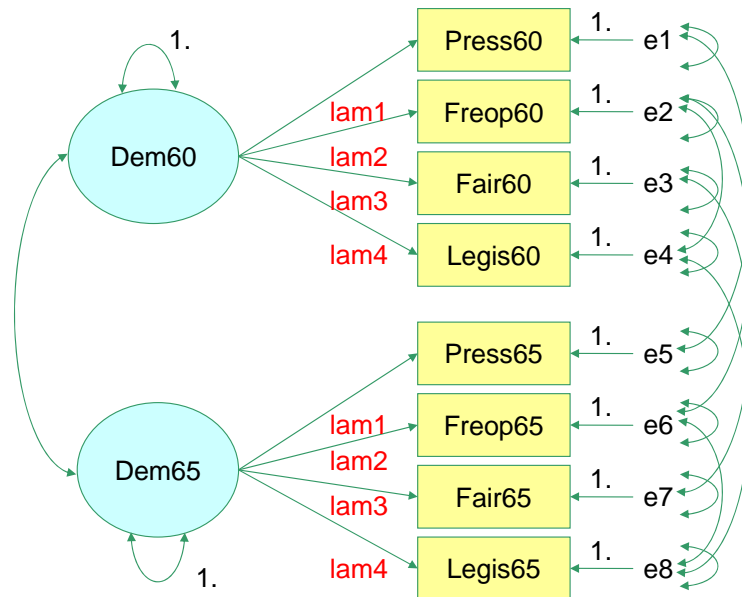 1.
Press60 1. e1
lam1 Freop60 1. e2
Dem60
lam2 Fair60 1. e3
lam3
lam4 Legis60 1. e4
Press65 1. e5
lam1 Freop65 1. e6
lam2
Dem65
lam3 Fair65 1. e7
lam4 Legis65 1. e8
1.